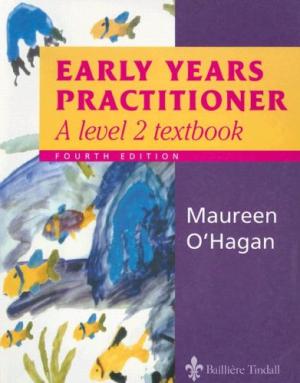 EARLY YEARS
PRACTITIONER
A level 2 textbook
FOURTH EDITION
Maureen
O'Hagan
Baillière Tindall